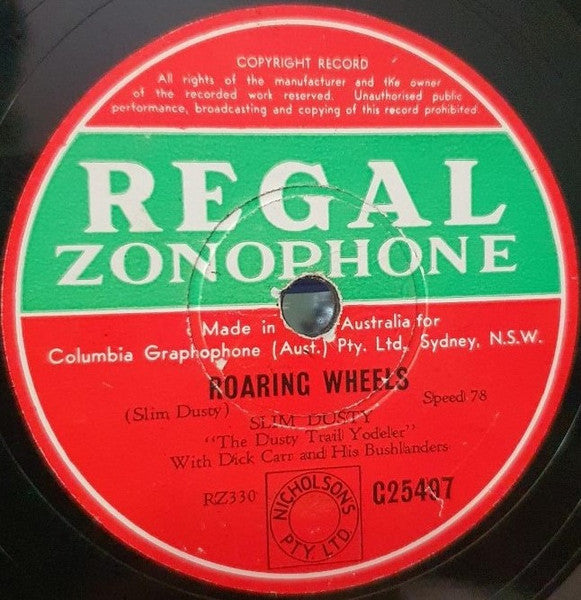 COPYRIGHT RECORD
All rights of the manufacturer and the owner
of the recorded work reserved. Unauthorised public
performance, broadcasting and copying of this record prohibited.
REGAL
ZONOPHONE
Made in Australia for
Columbia Graphophone (Aust.) Pty. Ltd., Sydney, N.S.W.
ROARING WHEELS
(Slim Dusty) Speed 78
SLIM DUSTY
"The Dusty Trail Yodeler"
With Dick Carr and His Bushlanders
RZ330 G25497
NICHOLSONS
PTY LTD